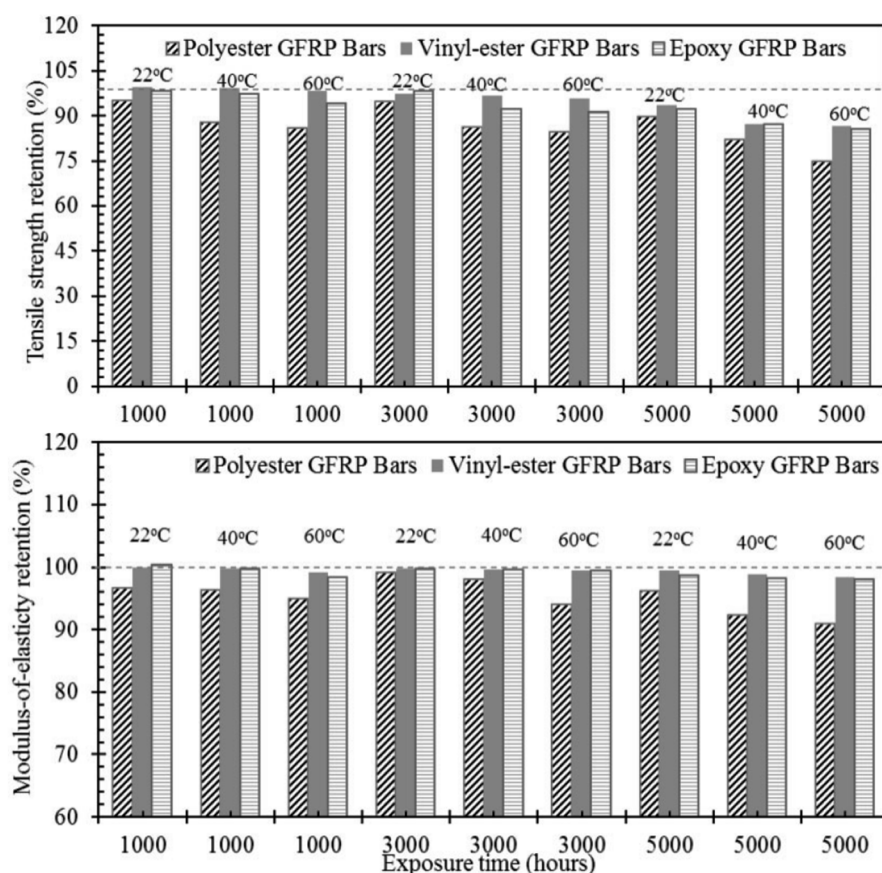 Tensile strength retention (%)
120
105
90
75
60
45
30
15
0
Polyester GFRP Bars Vinyl-ester GFRP Bars Epoxy GFRP Bars
22°C 40°C 60°C 22°C 40°C 60°C 22°C 40°C 60°C
1000 1000 1000 3000 3000 3000 5000 5000 5000
Modulus-of-elasticty retention (%)
120
110
100
90
80
70
60
Polyester GFRP Bars Vinyl-ester GFRP Bars Epoxy GFRP Bars
22°C 40°C 60°C 22°C 40°C 60°C 22°C 40°C 60°C
1000 1000 1000 3000 3000 3000 5000 5000 5000
Exposure time (hours)